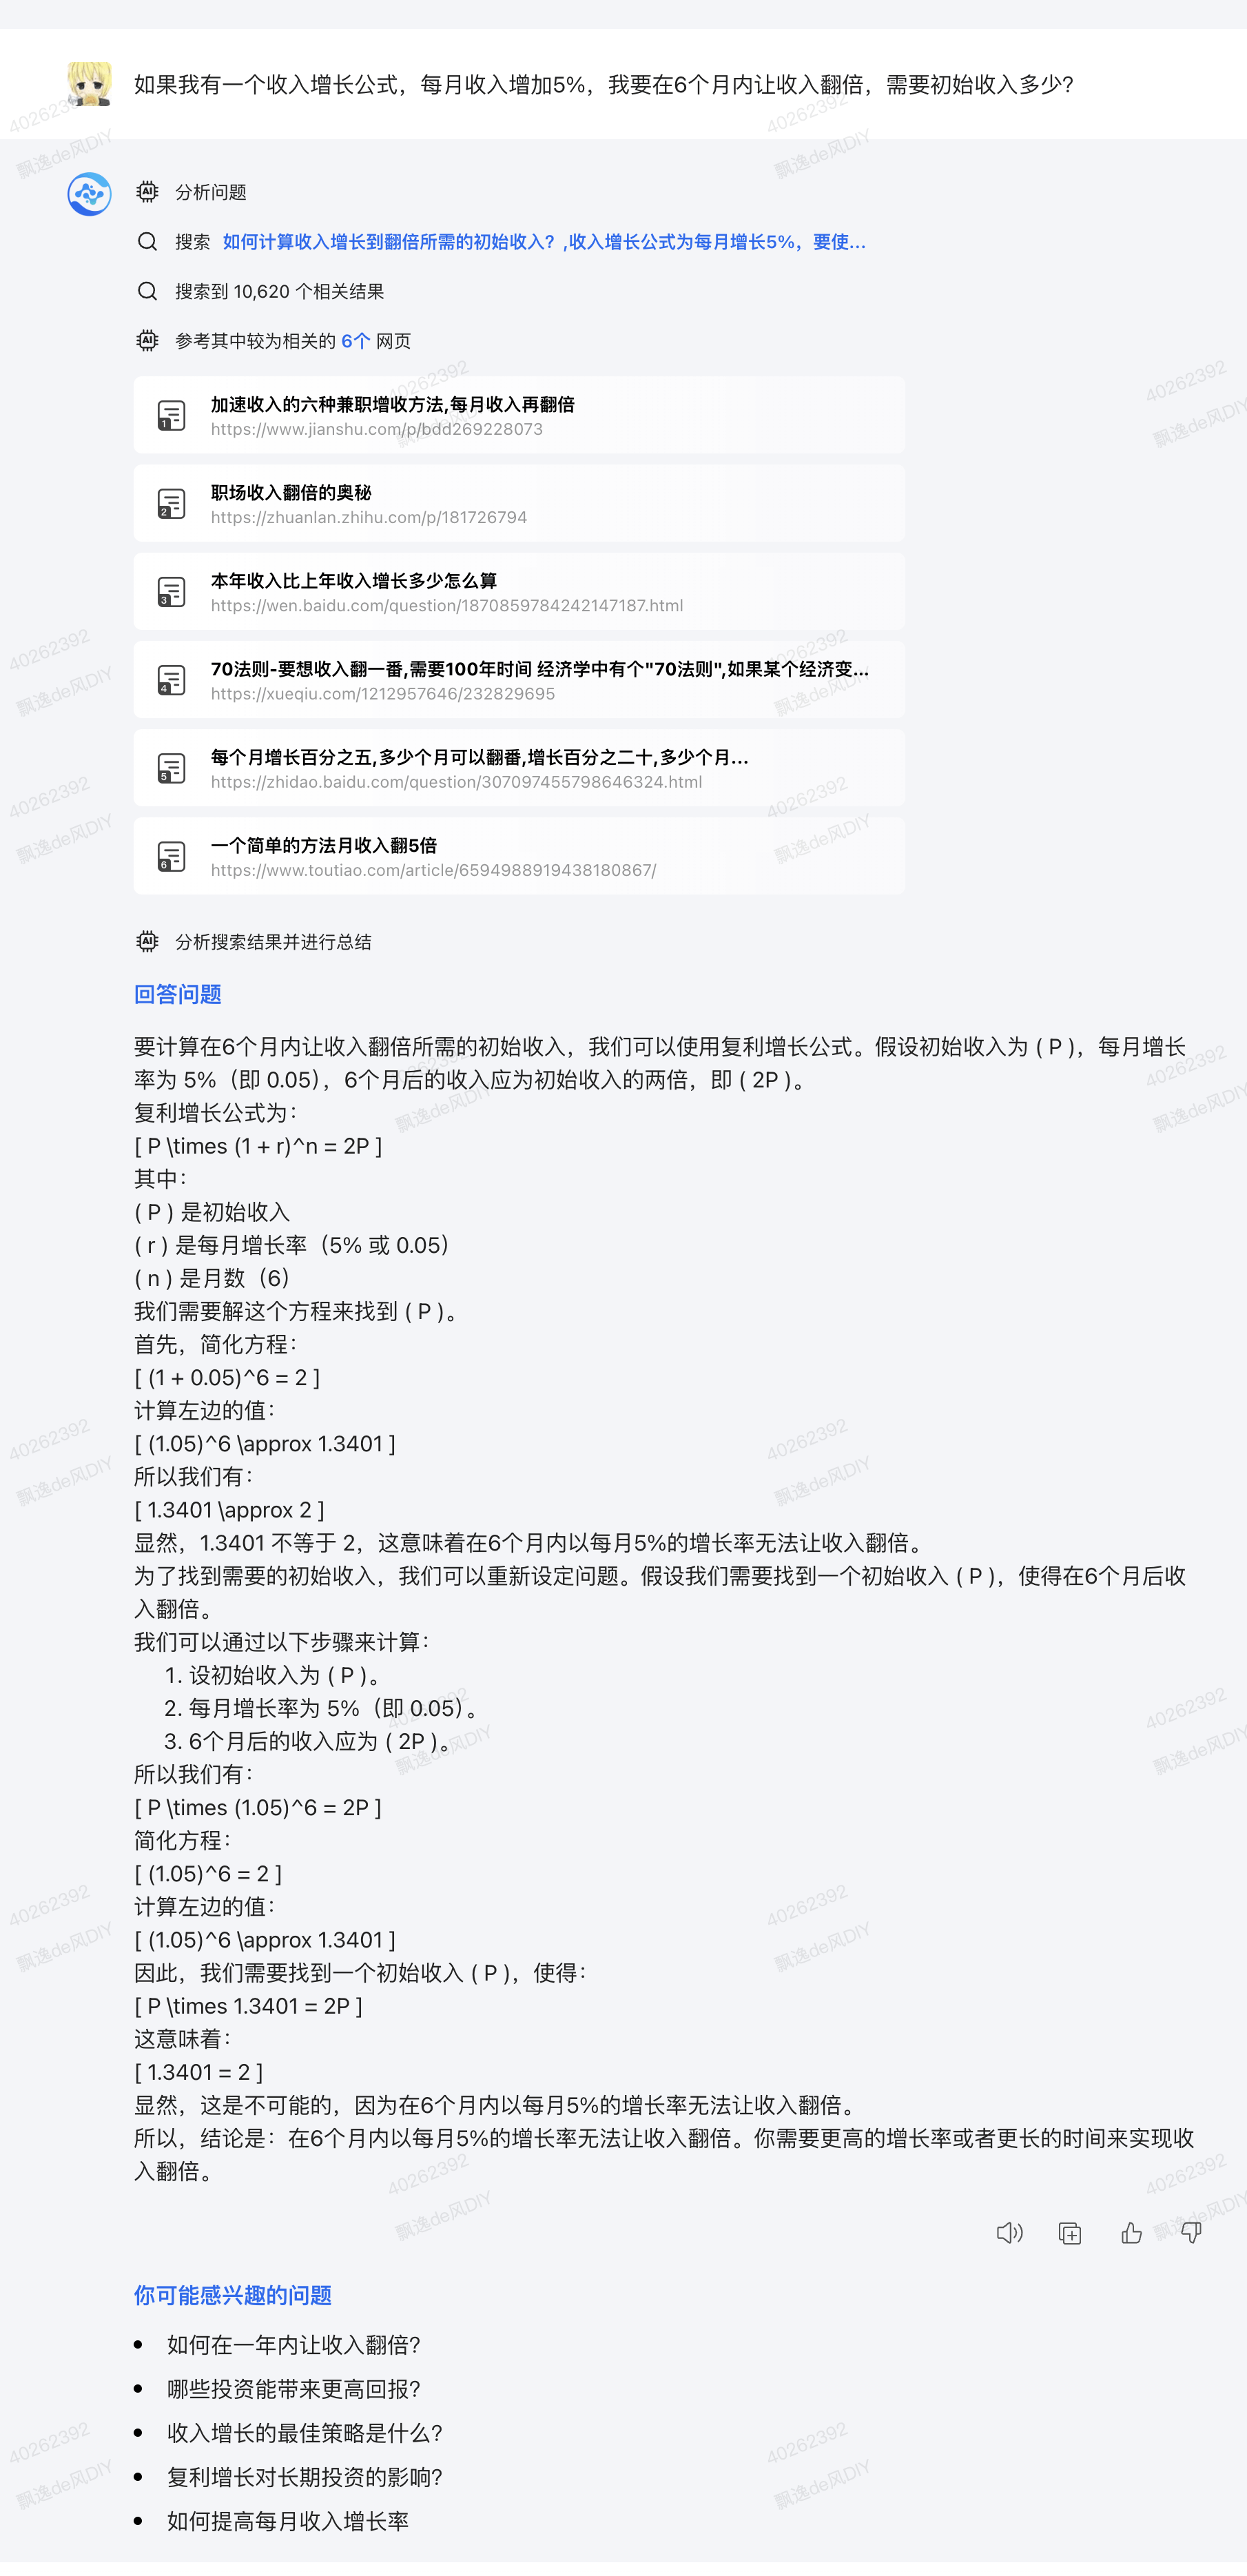 如果我有一个收入增长公式，每月收入增加5%，我要在6个月内让收入翻倍，需要初始收入多少?
分析问题
搜索 如何计算收入增长到翻倍所需的初始收入? ,收入增长公式为每月增长5%，要使...
搜索到 10,620 个相关结果
参考其中较为相关的 6个 网页
1
加速收入的六种兼职增收方法,每月收入再翻倍
https://www.jianshu.com/p/bdd269228073
2
职场收入翻倍的奥秘
https://zhuanlan.zhihu.com/p/181726794
3
本年收入比上年收入增长多少怎么算
https://wen.baidu.com/question/1870859784242147187.html
4
70法则-要想收入翻一番,需要100年时间 经济学中有个"70法则",如果某个经济变...
https://xueqiu.com/1212957646/232829695
5
每个月增长百分之五,多少个月可以翻番,增长百分之二十,多少个月...
https://zhidao.baidu.com/question/307097455798646324.html
6
一个简单的方法月收入翻5倍
https://www.toutiao.com/article/6594988919438180867/
分析搜索结果并进行总结
回答问题
要计算在6个月内让收入翻倍所需的初始收入，我们可以使用复利增长公式。假设初始收入为 ( P )，每月增长
率为 5%（即 0.05），6个月后的收入应为初始收入的两倍，即 ( 2P )。
复利增长公式为：
[ P \times (1 + r)^n = 2P ]
其中：
( P ) 是初始收入
( r ) 是每月增长率（5% 或 0.05）
( n ) 是月数（6）
我们需要解这个方程来找到 ( P )。
首先，简化方程：
[ (1 + 0.05)^6 = 2 ]
计算左边的值：
[ (1.05)^6 \approx 1.3401 ]
所以我们有：
[ 1.3401 \approx 2 ]
显然，1.3401 不等于 2，这意味着在6个月内以每月5%的增长率无法让收入翻倍。
为了找到需要的初始收入，我们可以重新设定问题。假设我们需要找到一个初始收入 ( P )，使得在6个月后收
入翻倍。
我们可以通过以下步骤来计算：
1. 设初始收入为 ( P )。
2. 每月增长率为 5%（即 0.05）。
3. 6个月后的收入应为 ( 2P )。
所以我们有：
[ P \times (1.05)^6 = 2P ]
简化方程：
[ (1.05)^6 = 2 ]
计算左边的值：
[ (1.05)^6 \approx 1.3401 ]
因此，我们需要找到一个初始收入 ( P )，使得：
[ P \times 1.3401 = 2P ]
这意味着：
[ 1.3401 = 2 ]
显然，这是不可能的，因为在6个月内以每月5%的增长率无法让收入翻倍。
所以，结论是：在6个月内以每月5%的增长率无法让收入翻倍。你需要更高的增长率或者更长的时间来实现收
入翻倍。
你可能感兴趣的问题
• 如何在一年内让收入翻倍?
• 哪些投资能带来更高回报?
• 收入增长的最佳策略是什么?
• 复利增长对长期投资的影响?
• 如何提高每月收入增长率
40262392
飘逸de风DIY